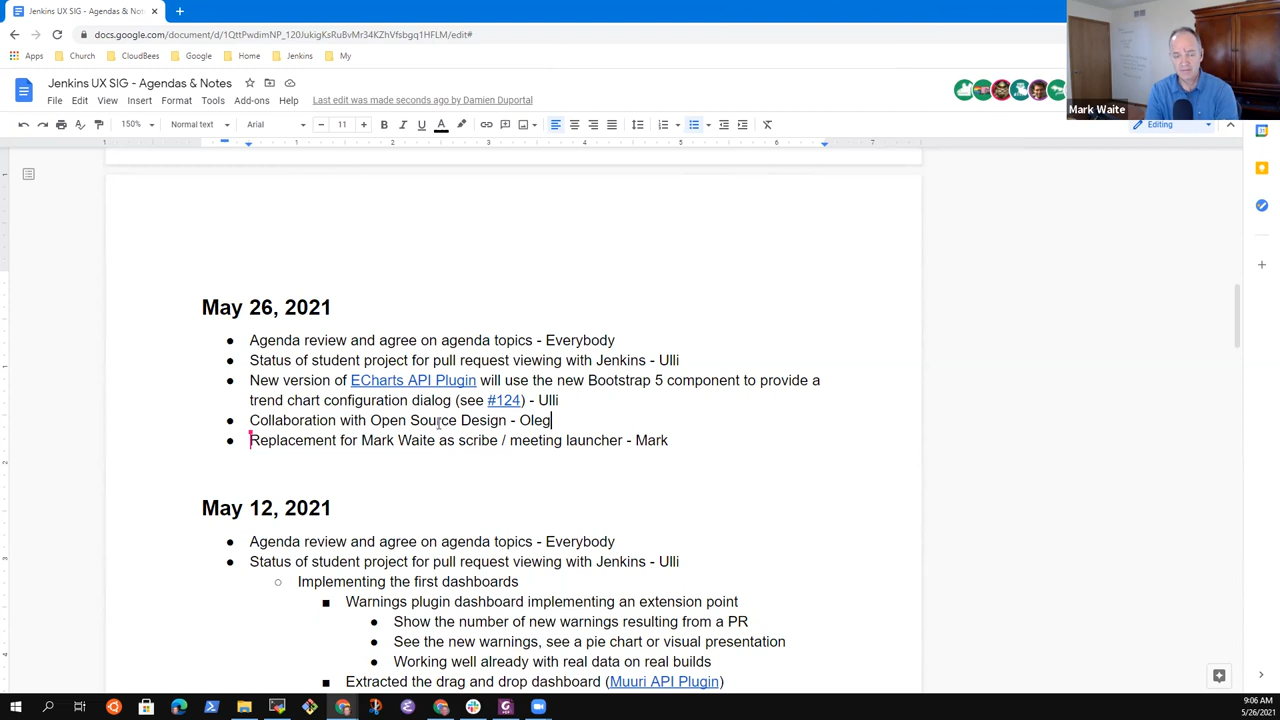 Jenkins UX SIG - Agendas & Notes
docs.google.com/document/d/1QttPwdimNP_120JukigKsRuBvMr34KZhVfsbgq1HFLM/edit#
Apps Church CloudBees Google Home Jenkins My
Mark Waite
Jenkins UX SIG - Agendas & Notes
File Edit View Insert Format Tools Add-ons Help Last edit was made seconds ago by Damien Duportal
150% Normal text Arial 11 Editing
1 1 2 3 4 5 6 7
May 26, 2021
● Agenda review and agree on agenda topics - Everybody
● Status of student project for pull request viewing with Jenkins - Ulli
● New version of ECharts API Plugin will use the new Bootstrap 5 component to provide a
trend chart configuration dialog (see #124) - Ulli
● Collaboration with Open Source Design - Oleg
● Replacement for Mark Waite as scribe / meeting launcher - Mark
May 12, 2021
● Agenda review and agree on agenda topics - Everybody
● Status of student project for pull request viewing with Jenkins - Ulli
○ Implementing the first dashboards
■ Warnings plugin dashboard implementing an extension point
● Show the number of new warnings resulting from a PR
● See the new warnings, see a pie chart or visual presentation
● Working well already with real data on real builds
■ Extracted the drag and drop dashboard (Muuri API Plugin)
9:06 AM
5/26/2021